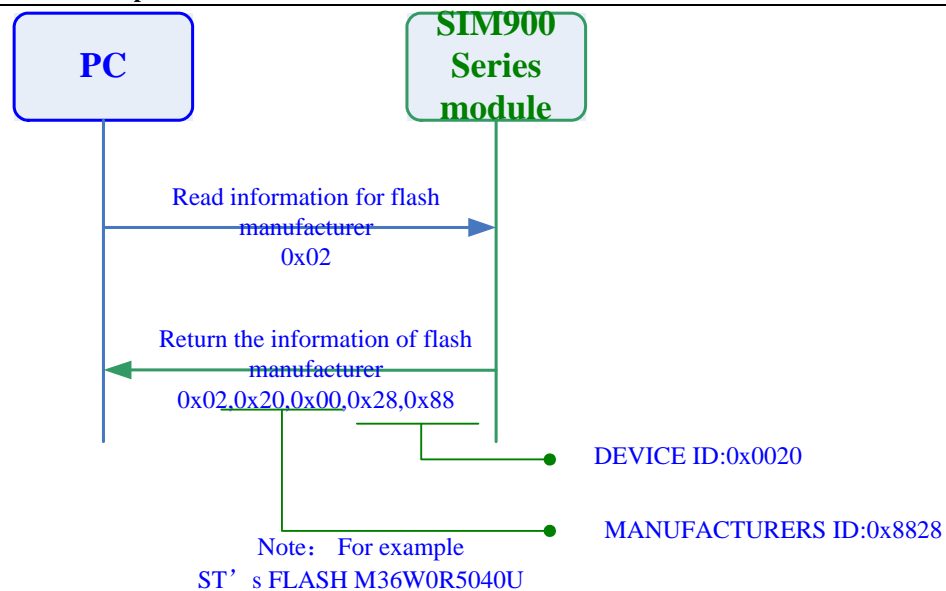 PC
SIM900
Series
module
Read information for flash
manufacturer
0x02
Return the information of flash
manufacturer
0x02,0x20,0x00,0x28,0x88
DEVICE ID:0x0020
MANUFACTURERS ID:0x8828
Note： For example
ST’s FLASH M36W0R5040U